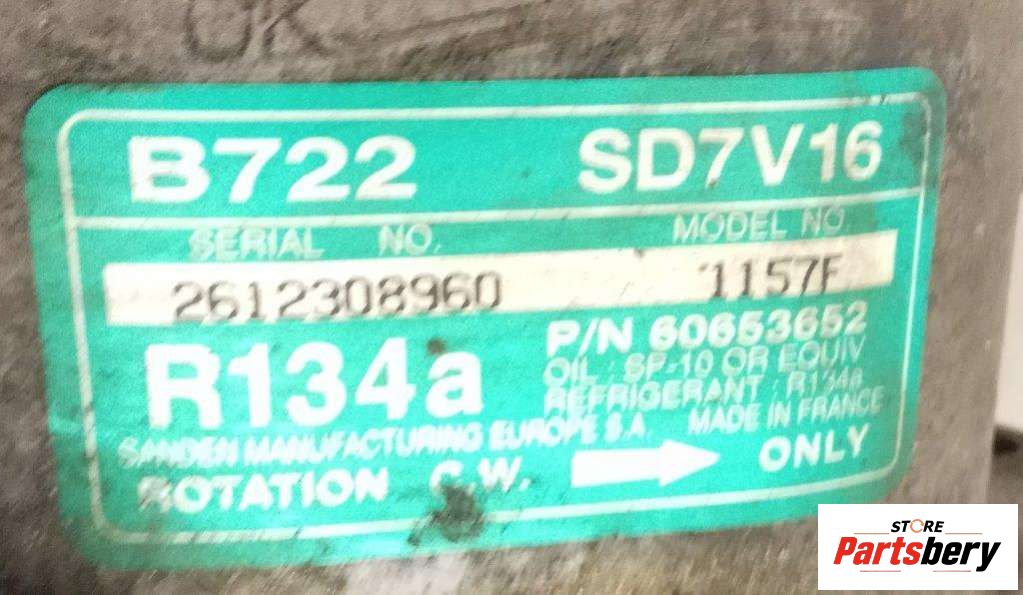 OK
B722 SD7V16
SERIAL NO. MODEL NO.
2612308960 1157F
R134a
P/N 60653652
OIL : SP-10 OR EQUIV
REFRIGERANT : R134a
SANDEN MANUFACTURING EUROPE S.A. MADE IN FRANCE
ROTATION C.W. ONLY
STORE
Partsbery